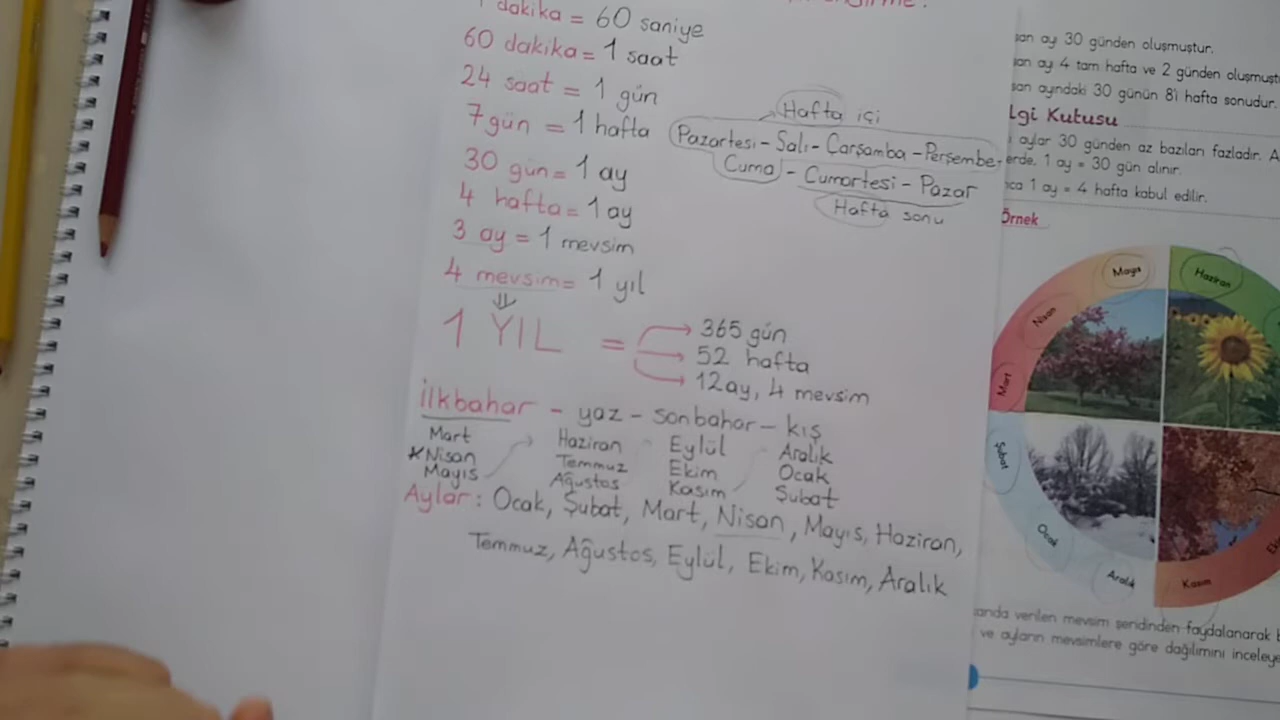 dakika = 60 saniye
60 dakika = 1 saat
24 saat = 1 gün
7 gün = 1 hafta
30 gün = 1 ay
4 hafta = 1 ay
3 ay = 1 mevsim
4 mevsim = 1 yıl
Hafta içi
Pazartesi - Salı - Çarşamba - Perşembe -
Cuma - Cumartesi - Pazar
Hafta sonu
1 YIL =
365 gün
52 hafta
12 ay, 4 mevsim
İlkbahar - yaz - sonbahar - kış
Mart Haziran Eylül Aralık
Nisan Temmuz Ekim Ocak
Mayıs Ağustos Kasım Şubat
Aylar : Ocak, Şubat, Mart, Nisan, Mayıs, Haziran,
Temmuz, Ağustos, Eylül, Ekim, Kasım, Aralık
ayı 30 günden oluşmuştur.
ayı 4 tam hafta ve 2 günden
ayındaki 30 günün 8'i hafta sonudur.
Kutusu
aylar 30 günden az bazıları fazladır.
1 ay = 30 gün alınır.
1 ay = 4 hafta kabul edilir.
Örnek
Mayıs
Haziran
Nisan
Mart
Şubat
Ocak
Aralık
Kasım
verilen mevsim şeridinden faydalanarak
ve ayların mevsimlere göre dağılımını